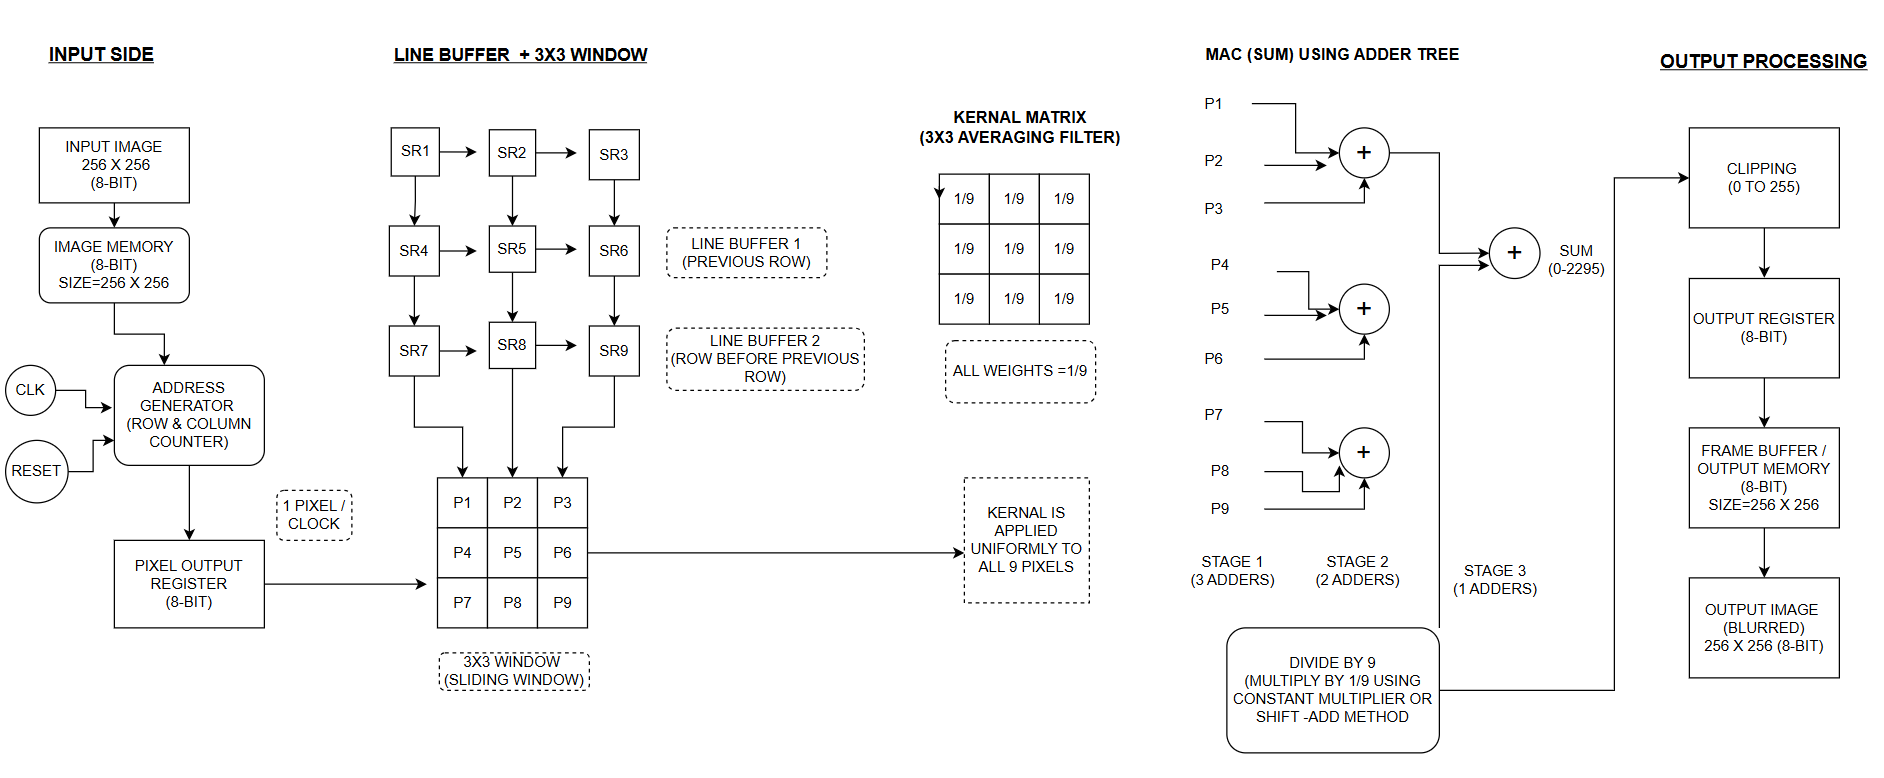 INPUT SIDE
INPUT IMAGE
256 X 256
(8-BIT)
IMAGE MEMORY
(8-BIT)
SIZE=256 X 256
CLK
RESET
ADDRESS
GENERATOR
(ROW & COLUMN
COUNTER)
1 PIXEL /
CLOCK
PIXEL OUTPUT
REGISTER
(8-BIT)
LINE BUFFER + 3X3 WINDOW
SR1 SR2 SR3
SR4 SR5 SR6
SR7 SR8 SR9
LINE BUFFER 1
(PREVIOUS ROW)
LINE BUFFER 2
(ROW BEFORE PREVIOUS
ROW)
P1 P2 P3
P4 P5 P6
P7 P8 P9
3X3 WINDOW
(SLIDING WINDOW)
KERNAL MATRIX
(3X3 AVERAGING FILTER)
1/9 1/9 1/9
1/9 1/9 1/9
1/9 1/9 1/9
ALL WEIGHTS =1/9
KERNAL IS
APPLIED
UNIFORMLY TO
ALL 9 PIXELS
MAC (SUM) USING ADDER TREE
P1
P2
P3
+
P4
P5
P6
+
P7
P8
P9
+
+
SUM
(0-2295)
STAGE 1
(3 ADDERS)
STAGE 2
(2 ADDERS)
STAGE 3
(1 ADDERS)
DIVIDE BY 9
(MULTIPLY BY 1/9 USING
CONSTANT MULTIPLIER OR
SHIFT -ADD METHOD
OUTPUT PROCESSING
CLIPPING
(0 TO 255)
OUTPUT REGISTER
(8-BIT)
FRAME BUFFER /
OUTPUT MEMORY
(8-BIT)
SIZE=256 X 256
OUTPUT IMAGE
(BLURRED)
256 X 256 (8-BIT)